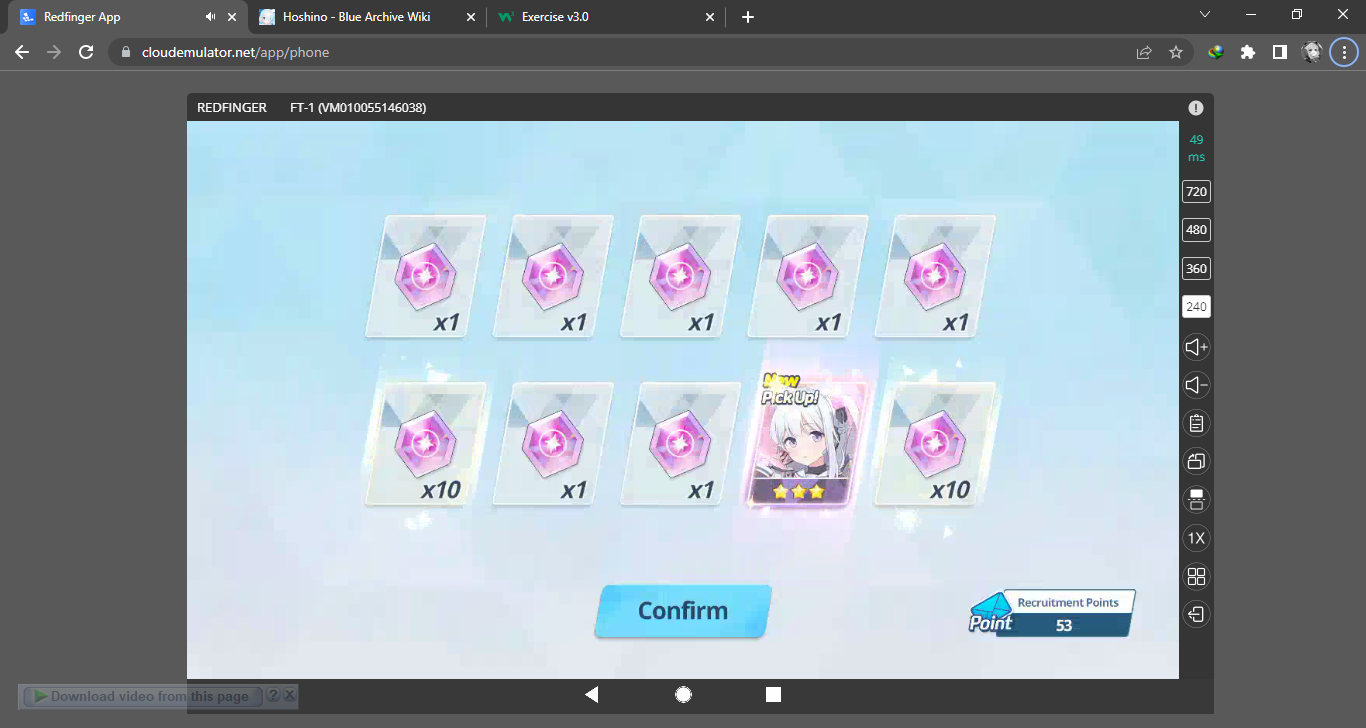 Redfinger App
Hoshino - Blue Archive Wiki
Exercise v3.0
cloudemulator.net/app/phone
REDFINGER FT-1 (VM010055146038)
49
ms
720
480
360
240
1X
x1 x1 x1 x1 x1
New
Pick Up!
x10 x1 x1 x10
Confirm
Recruitment Points
Point 53
Download video from this page ? X